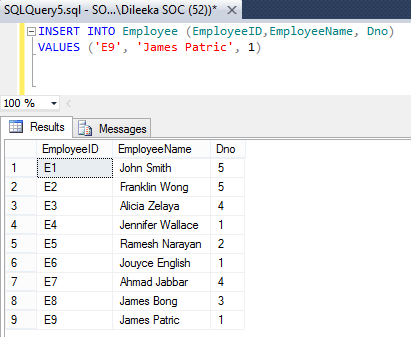 SQLQuery5.sql - SO...\Dileeka SOC (52))*
INSERT INTO Employee (EmployeeID,EmployeeName, Dno)
VALUES ('E9', 'James Patric', 1)
100 %
Results Messages
EmployeeID EmployeeName Dno
1 E1 John Smith 5
2 E2 Franklin Wong 5
3 E3 Alicia Zelaya 4
4 E4 Jennifer Wallace 1
5 E5 Ramesh Narayan 2
6 E6 Jouyce English 1
7 E7 Ahmad Jabbar 4
8 E8 James Bong 3
9 E9 James Patric 1